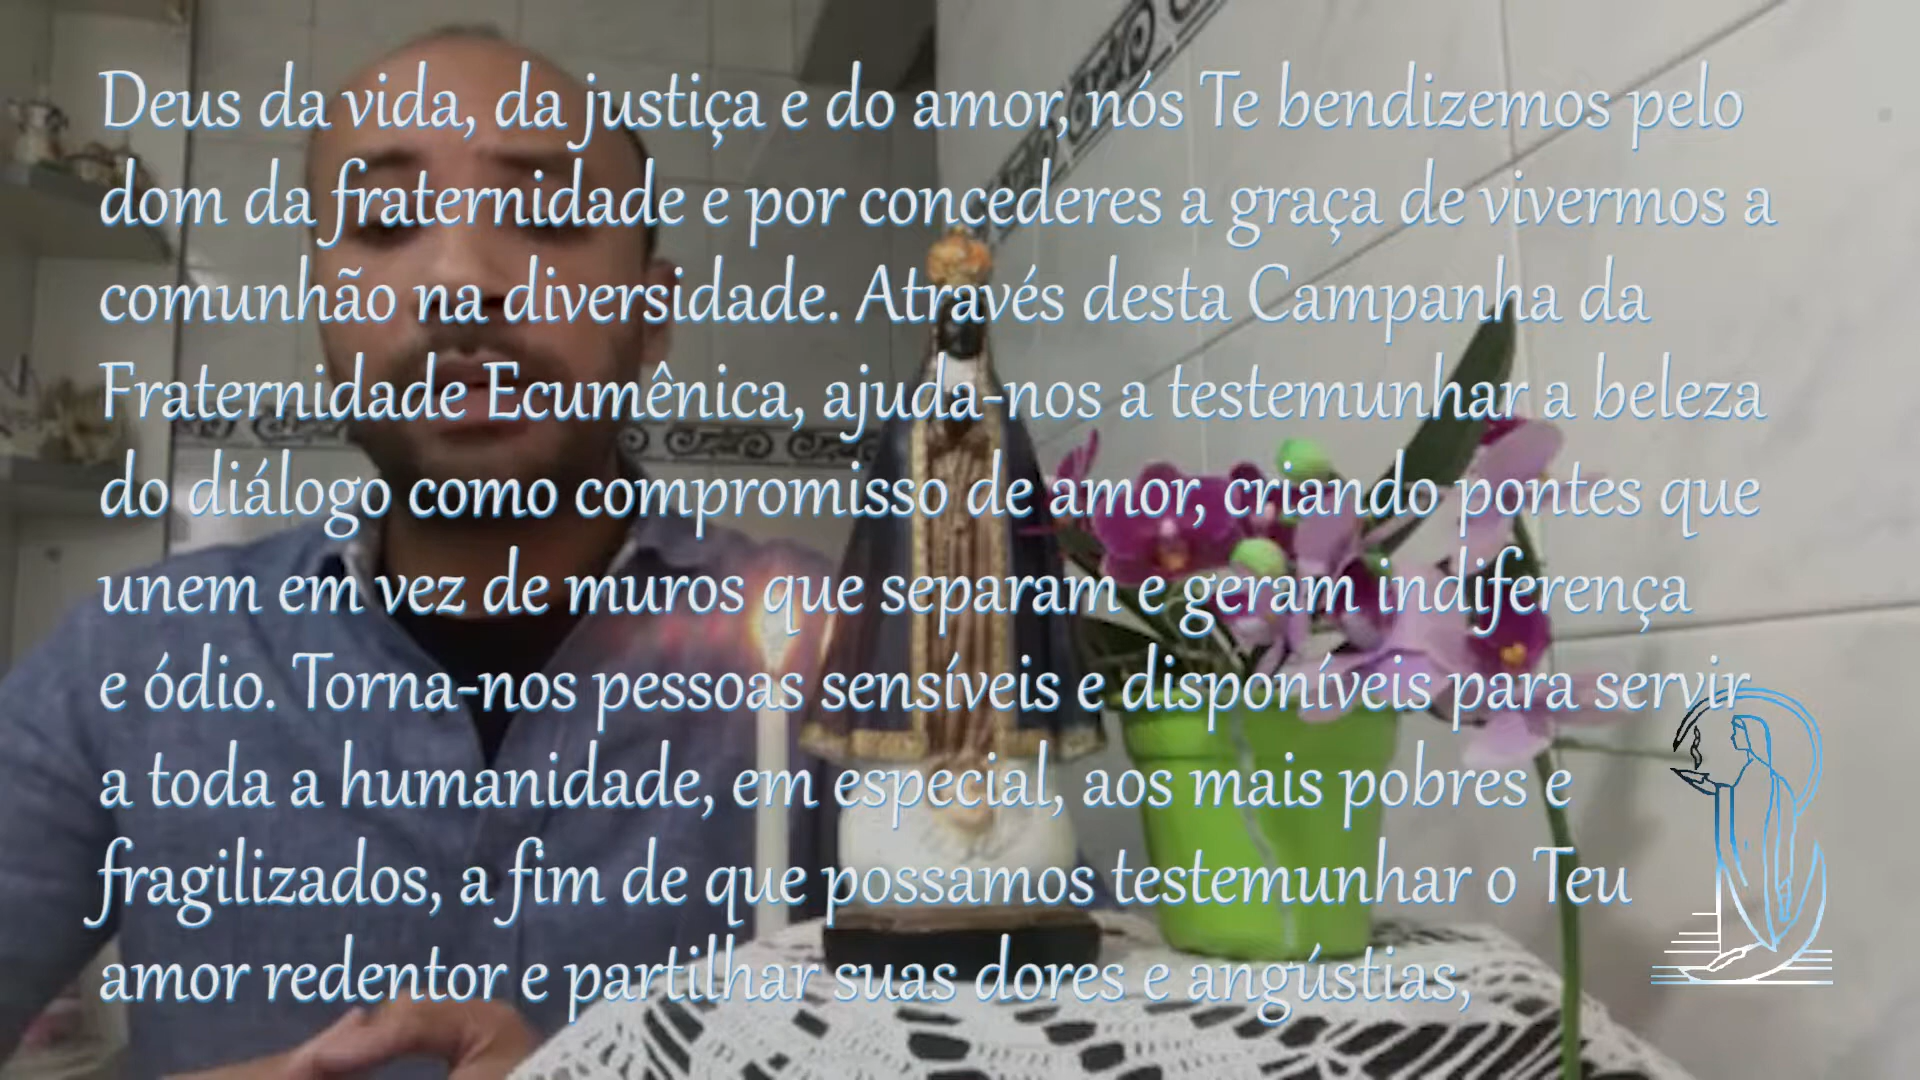 Deus da vida, da justiça e do amor, nós Te bendizemos pelo
dom da fraternidade e por concederes a graça de vivermos a
comunhão na diversidade. Através desta Campanha da
Fraternidade Ecumênica, ajuda-nos a testemunhar a beleza
do diálogo como compromisso de amor, criando pontes que
unem em vez de muros que separam e geram indiferença
e ódio. Torna-nos pessoas sensíveis e disponíveis para servir
a toda a humanidade, em especial, aos mais pobres e
fragilizados, a fim de que possamos testemunhar o Teu
amor redentor e partilhar suas dores e angústias,